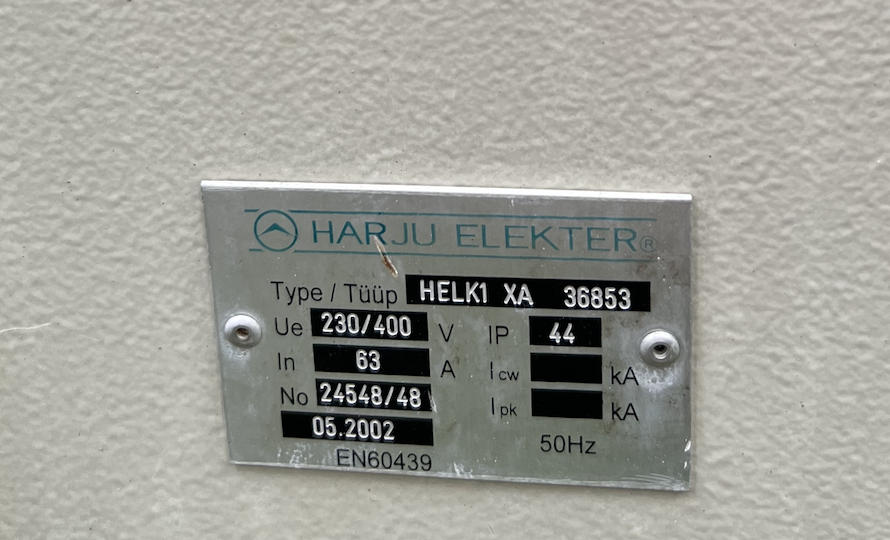 HARJU ELEKTER®
Type / Tüüp HELK1 XA 36853
Ue 230/400 V IP 44
In 63 A Icw kA
No 24548/48 Ipk kA
05.2002 50Hz
EN60439